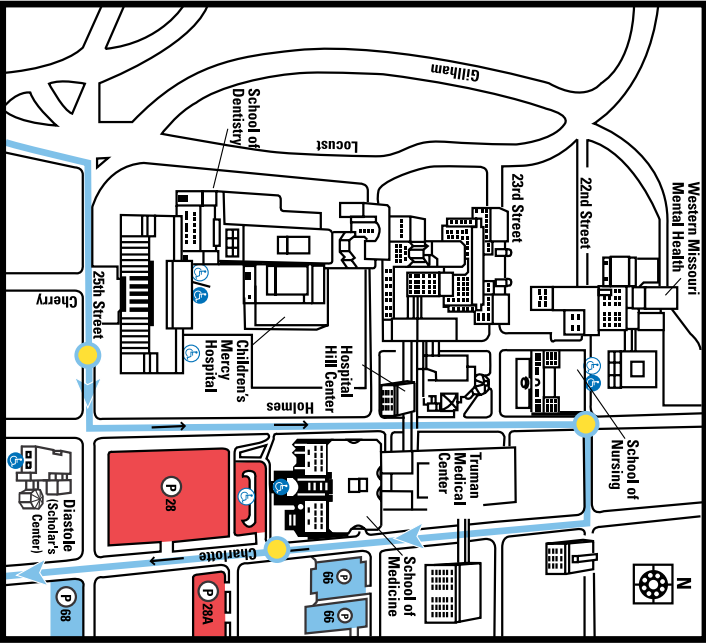 Gillham
Locust
School of
Dentistry
23rd Street
22nd Street
Western Missouri
Mental Health
25th Street
Cherry
Children's
Mercy
Hospital
Hospital
Hill Center
Holmes
School of
Nursing
Truman
Medical
Center
School of
Medicine
Diastole
(Scholar's
Center)
P
28
Charlotte
P
28A
P
68
P
66
P
66
N